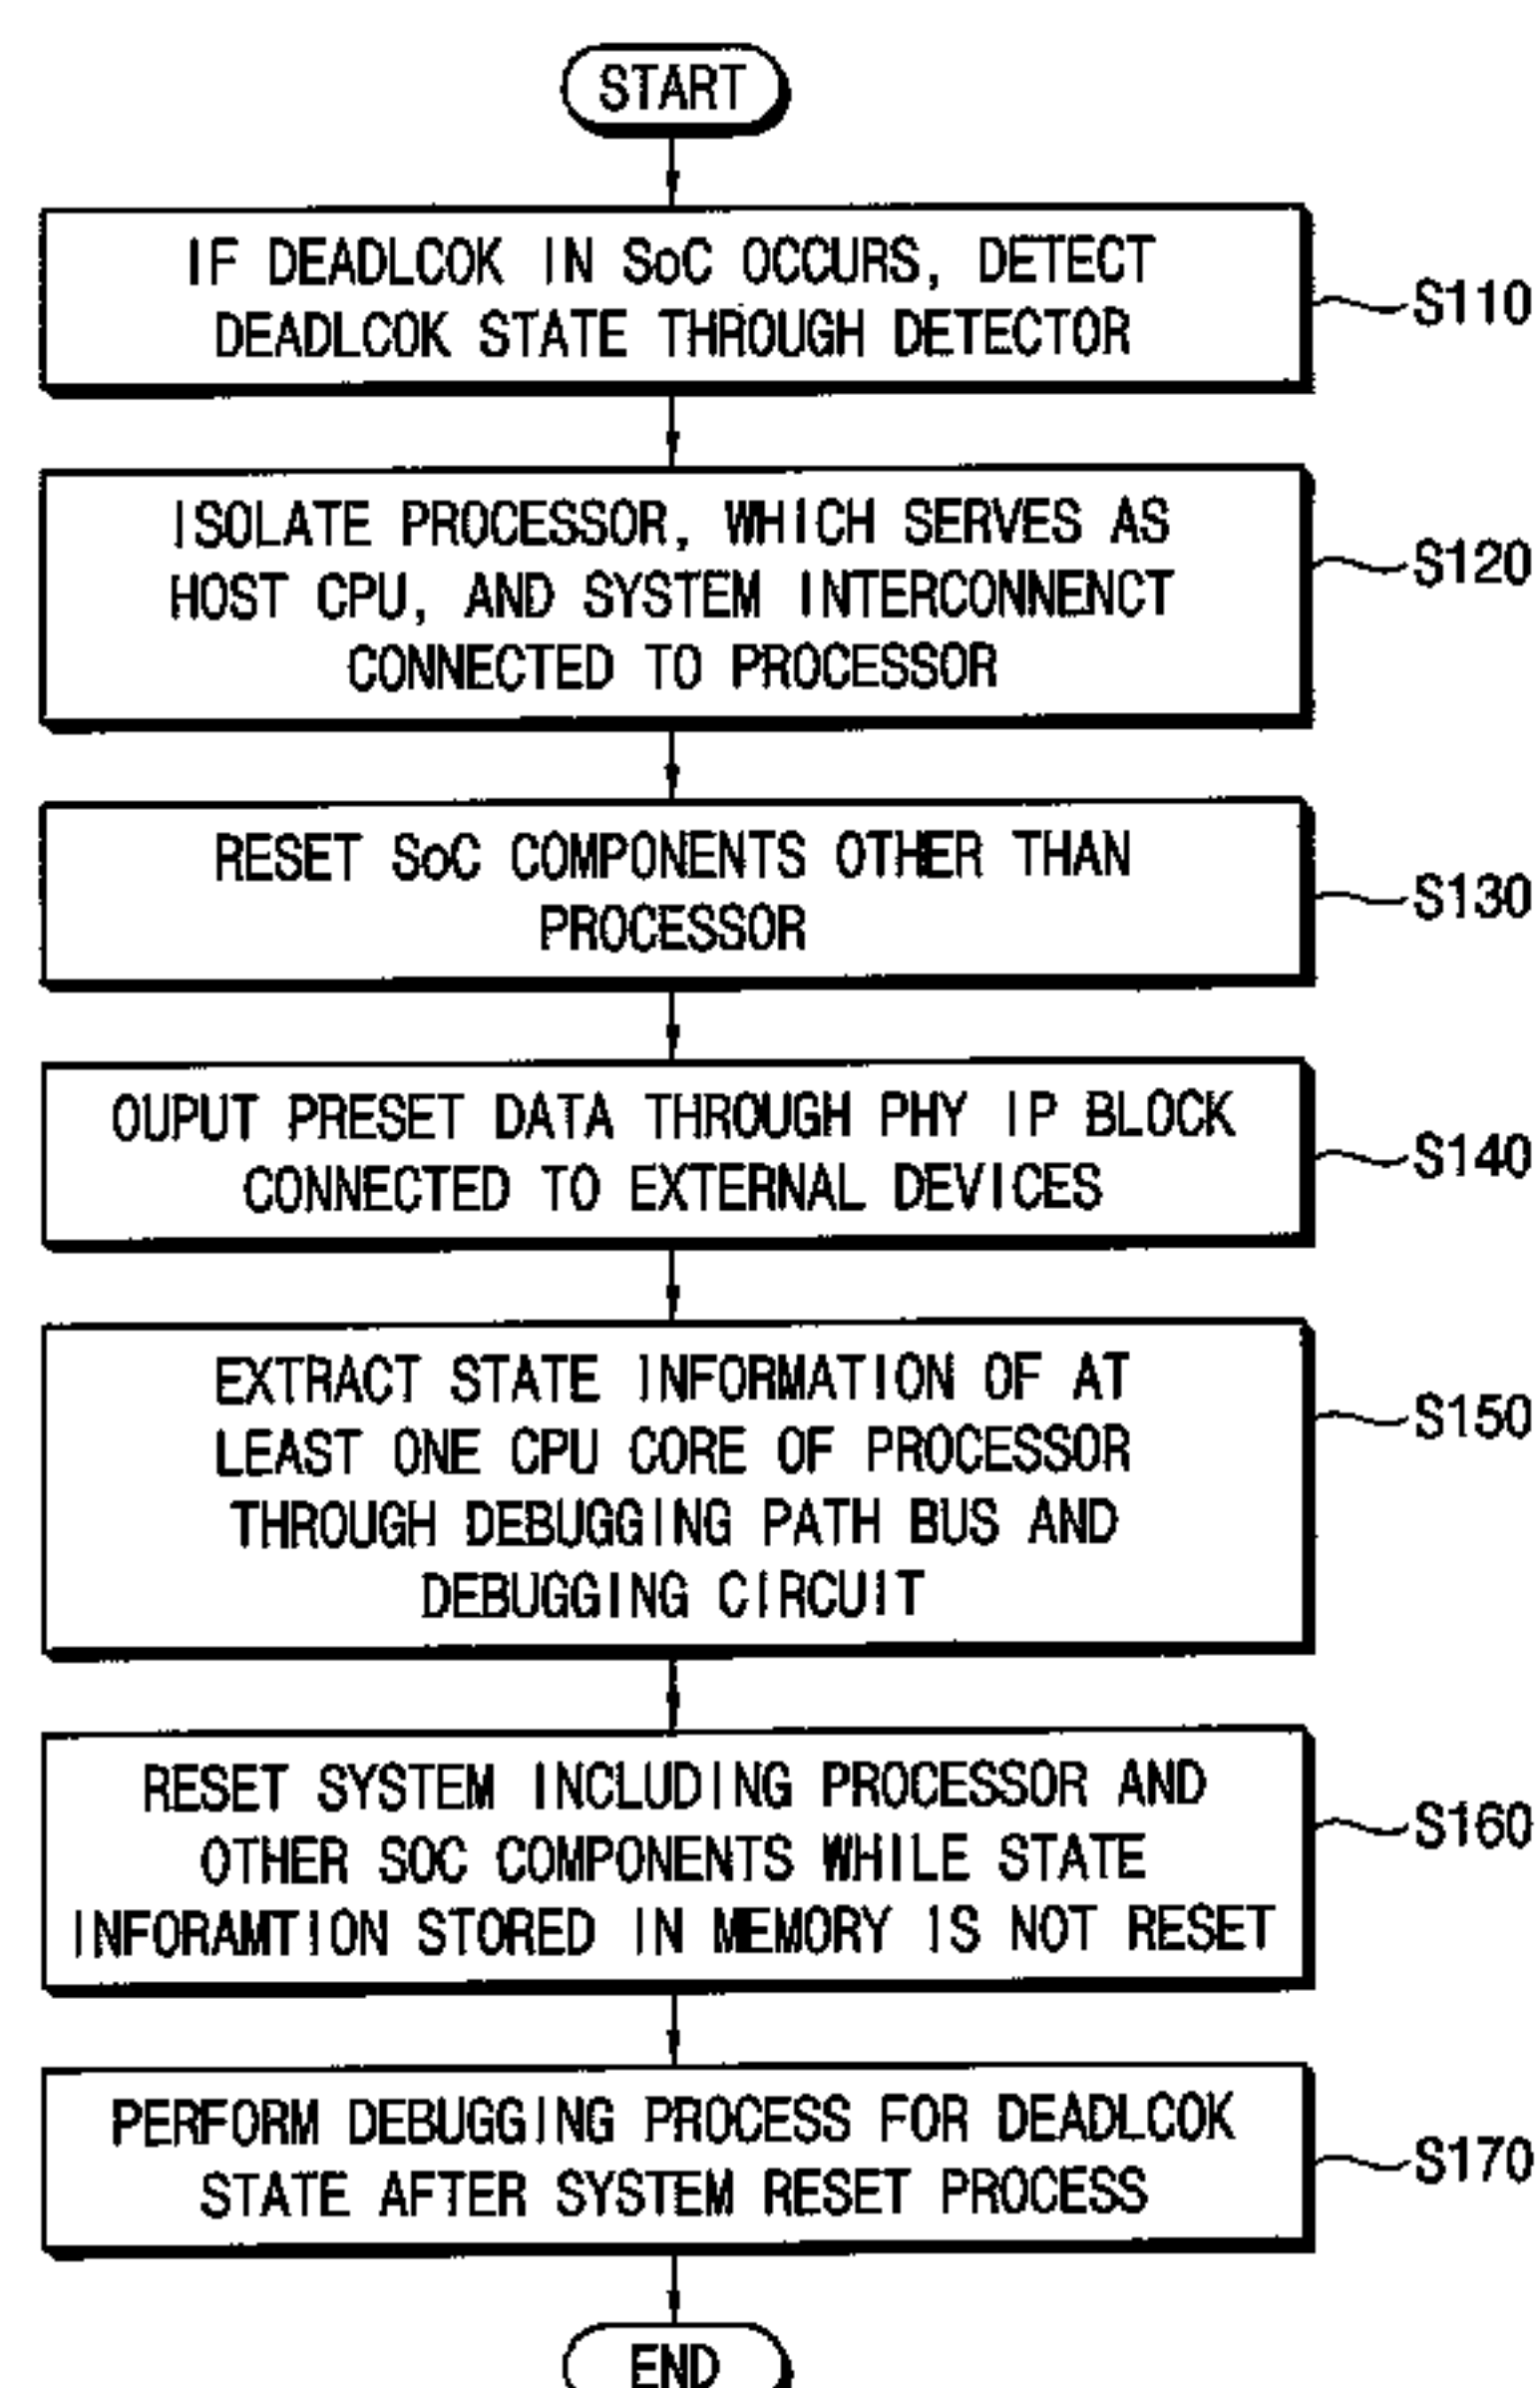 START
IF DEADLCOK IN SoC OCCURS, DETECT
DEADLCOK STATE THROUGH DETECTOR
S110
ISOLATE PROCESSOR, WHICH SERVES AS
HOST CPU, AND SYSTEM INTERCONNENCT
CONNECTED TO PROCESSOR
S120
RESET SoC COMPONENTS OTHER THAN
PROCESSOR
S130
OUPUT PRESET DATA THROUGH PHY IP BLOCK
CONNECTED TO EXTERNAL DEVICES
S140
EXTRACT STATE INFORMATION OF AT
LEAST ONE CPU CORE OF PROCESSOR
THROUGH DEBUGGING PATH BUS AND
DEBUGGING CIRCUIT
S150
RESET SYSTEM INCLUDING PROCESSOR AND
OTHER SOC COMPONENTS WHILE STATE
INFORAMTION STORED IN MEMORY IS NOT RESET
S160
PERFORM DEBUGGING PROCESS FOR DEADLCOK
STATE AFTER SYSTEM RESET PROCESS
S170
END